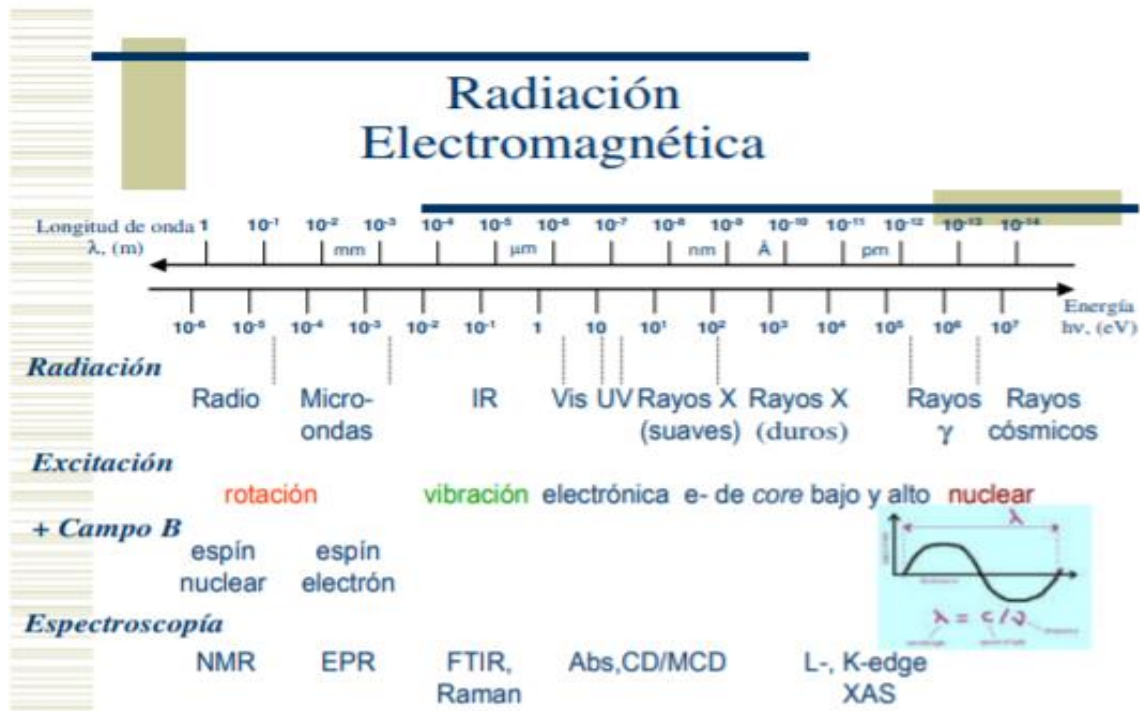 Radiación
Electromagnética
Longitud de onda 1 10⁻¹ 10⁻² 10⁻³ 10⁻⁴ 10⁻⁵ 10⁻⁶ 10⁻⁷ 10⁻⁸ 10⁻⁹ 10⁻¹⁰ 10⁻¹¹ 10⁻¹² 10⁻¹³ 10⁻¹⁴
λ, (m) mm μm nm Å pm
10⁻⁶ 10⁻⁵ 10⁻⁴ 10⁻³ 10⁻² 10⁻¹ 1 10 10¹ 10² 10³ 10⁴ 10⁵ 10⁶ 10⁷ Energía
hν, (eV)
Radiación
Radio Micro- IR Vis UV Rayos X Rayos X Rayos Rayos
ondas (suaves) (duros) γ cósmicos
Excitación
rotación vibración electrónica e- de core bajo y alto nuclear
+ Campo B
espín espín
nuclear electrón
λ
λ = c/ν
Espectroscopía
NMR EPR FTIR, Abs,CD/MCD L-, K-edge
Raman XAS